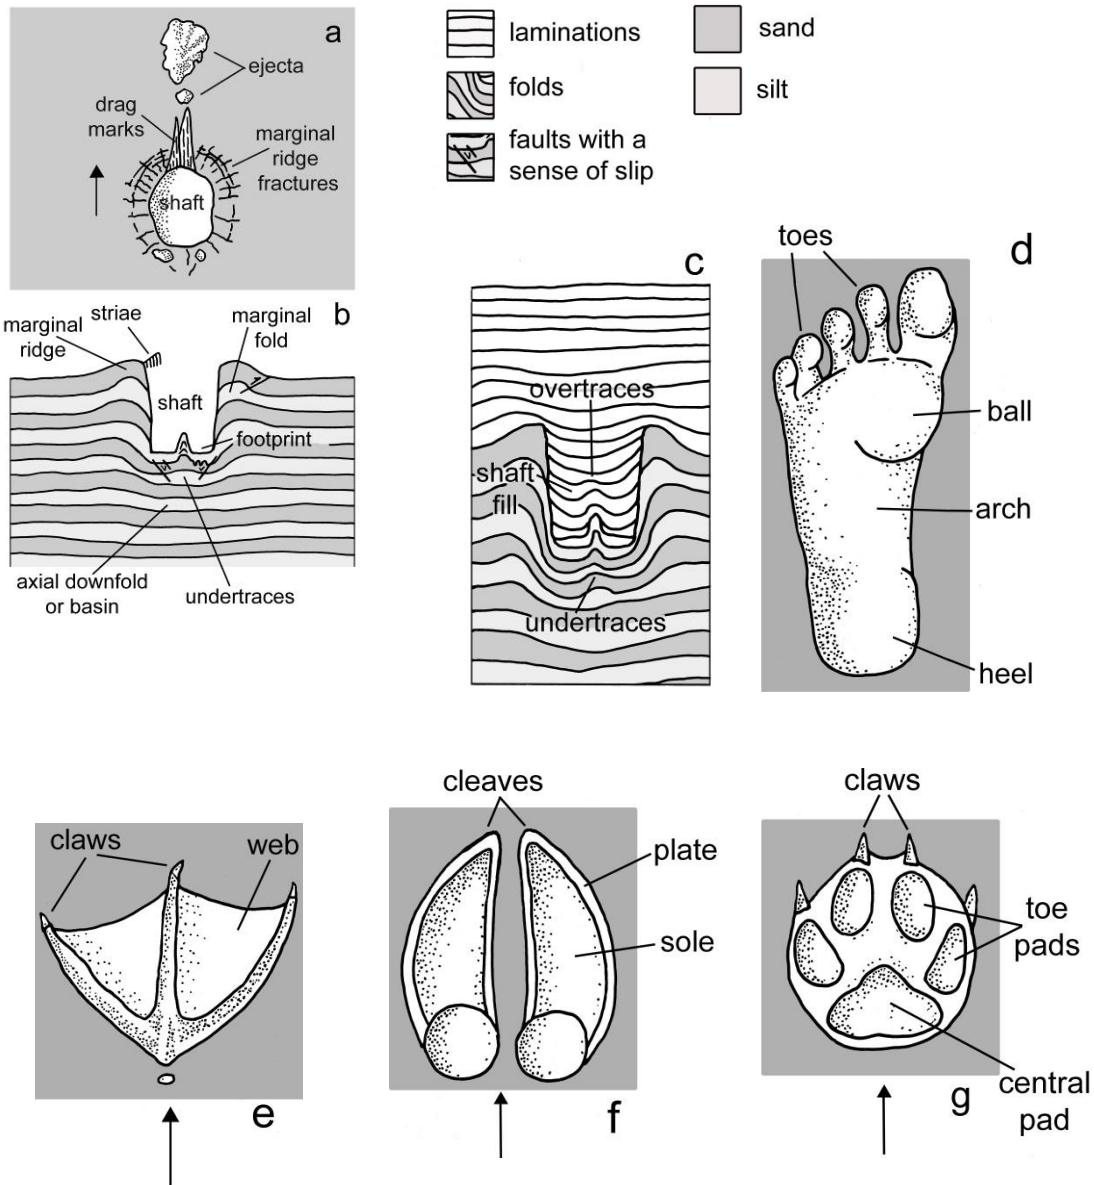 a
ejecta
drag
marks
marginal
ridge
fractures
shaft
laminations
folds
faults with a
sense of slip
sand
silt
b
striae
marginal
ridge
marginal
fold
shaft
footprint
axial downfold
or basin
undertraces
c
overtraces
shaft
fill
undertraces
d
toes
ball
arch
heel
claws
web
e
cleaves
plate
sole
f
claws
toe
pads
central
pad
g